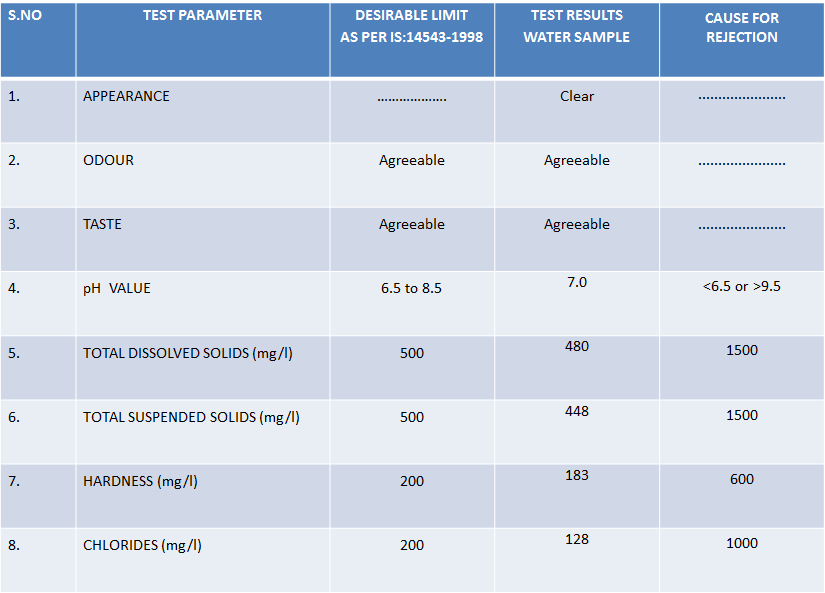 S.NO TEST PARAMETER DESIRABLE LIMIT AS PER IS:14543-1998 TEST RESULTS WATER SAMPLE CAUSE FOR REJECTION
1. APPEARANCE ................... Clear ......................
2. ODOUR Agreeable Agreeable ......................
3. TASTE Agreeable Agreeable ......................
4. pH VALUE 6.5 to 8.5 7.0 <6.5 or >9.5
5. TOTAL DISSOLVED SOLIDS (mg/l) 500 480 1500
6. TOTAL SUSPENDED SOLIDS (mg/l) 500 448 1500
7. HARDNESS (mg/l) 200 183 600
8. CHLORIDES (mg/l) 200 128 1000